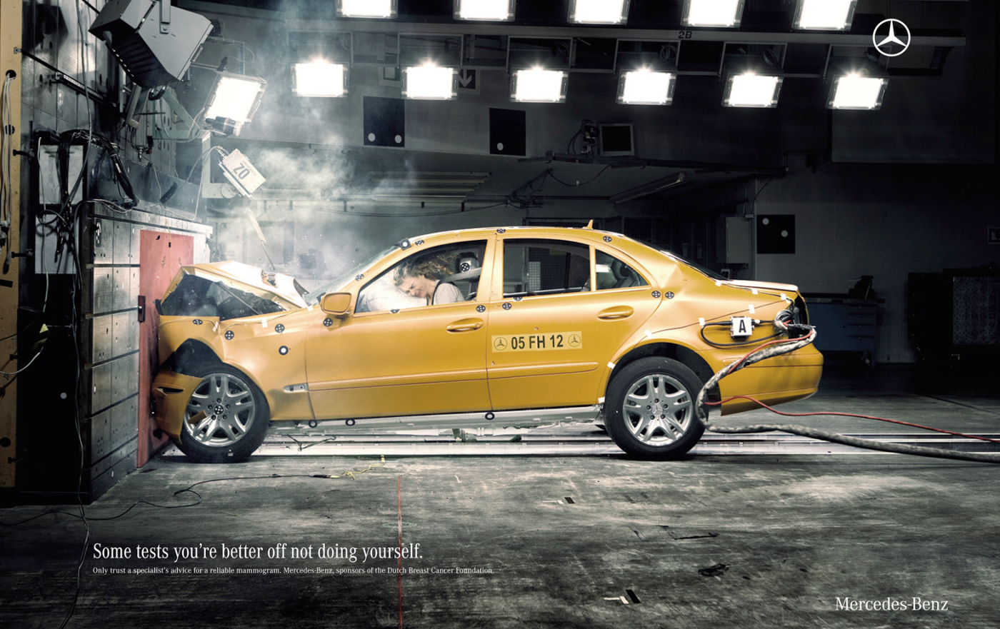 2B
20
A
05 FH 12
Some tests you're better off not doing yourself.
Only trust a specialist's advice for a reliable mammogram. Mercedes-Benz, sponsors of the Dutch Breast Cancer Foundation.
Mercedes-Benz